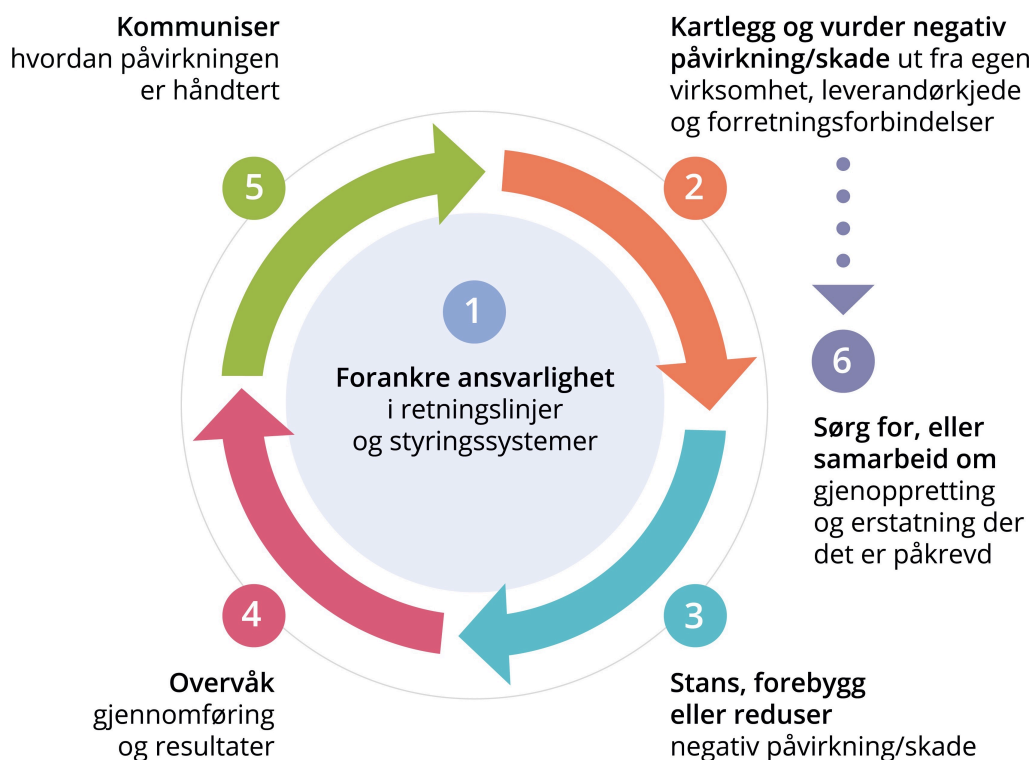 1
Forankre ansvarlighet
i retningslinjer
og styringssystemer
2
Kartlegg og vurder negativ
påvirkning/skade ut fra egen
virksomhet, leverandørkjede
og forretningsforbindelser
3
Stans, forebygg
eller reduser
negativ påvirkning/skade
4
Overvåk
gjennomføring
og resultater
5
Kommuniser
hvordan påvirkningen
er håndtert
6
Sørg for, eller
samarbeid om
gjenoppretting
og erstatning der
det er påkrevd